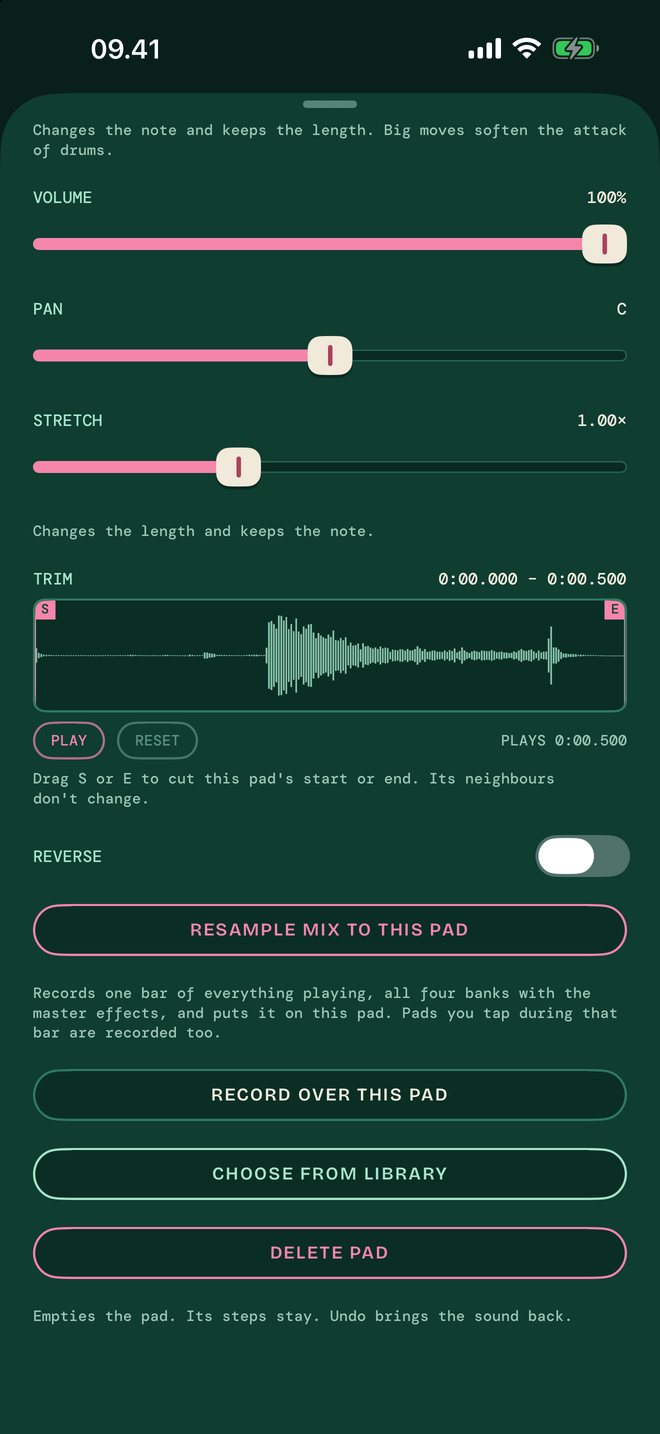 09.41
Changes the note and keeps the length. Big moves soften the attack
of drums.
VOLUME 100%
PAN C
STRETCH 1.00×
Changes the length and keeps the note.
TRIM 0:00.000 – 0:00.500
S E
PLAY RESET PLAYS 0:00.500
Drag S or E to cut this pad's start or end. Its neighbours
don't change.
REVERSE
RESAMPLE MIX TO THIS PAD
Records one bar of everything playing, all four banks with the
master effects, and puts it on this pad. Pads you tap during that
bar are recorded too.
RECORD OVER THIS PAD
CHOOSE FROM LIBRARY
DELETE PAD
Empties the pad. Its steps stay. Undo brings the sound back.